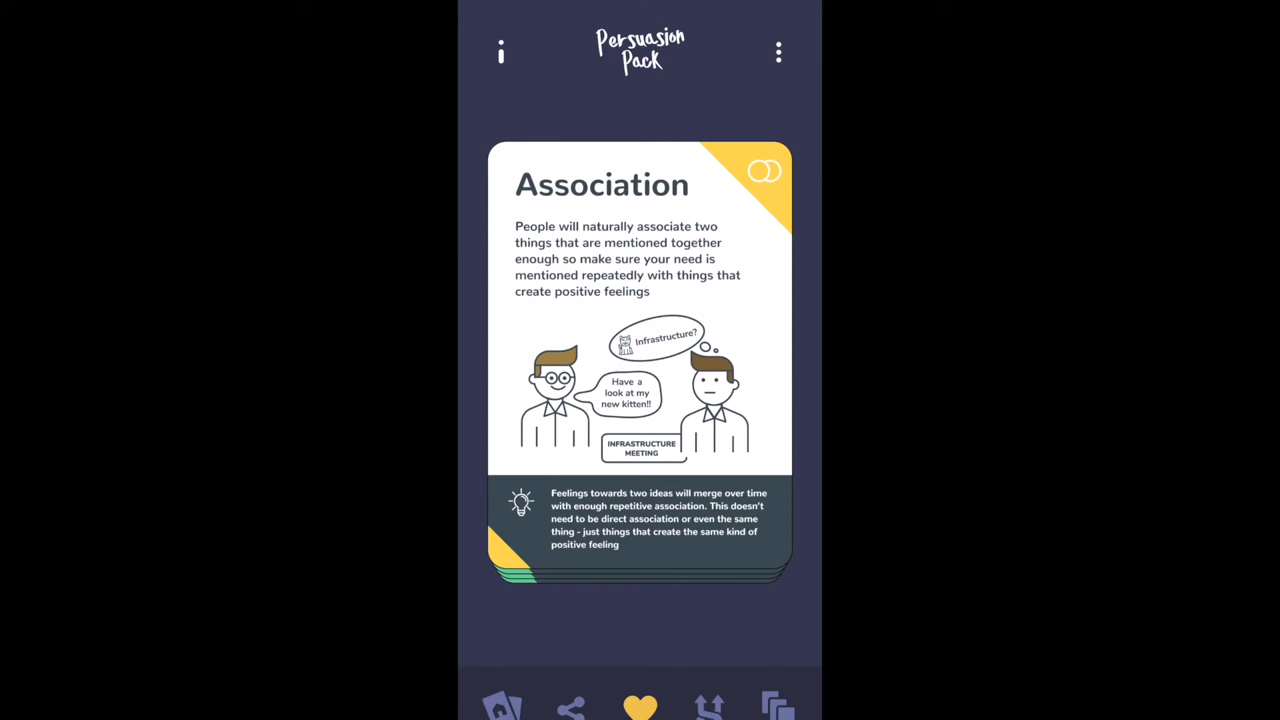 Persuasion
Pack
Association
People will naturally associate two
things that are mentioned together
enough so make sure your need is
mentioned repeatedly with things that
create positive feelings
Infrastructure?
Have a
look at my
new kitten!!
INFRASTRUCTURE
MEETING
Feelings towards two ideas will merge over time
with enough repetitive association. This doesn't
need to be direct association or even the same
thing - just things that create the same kind of
positive feeling